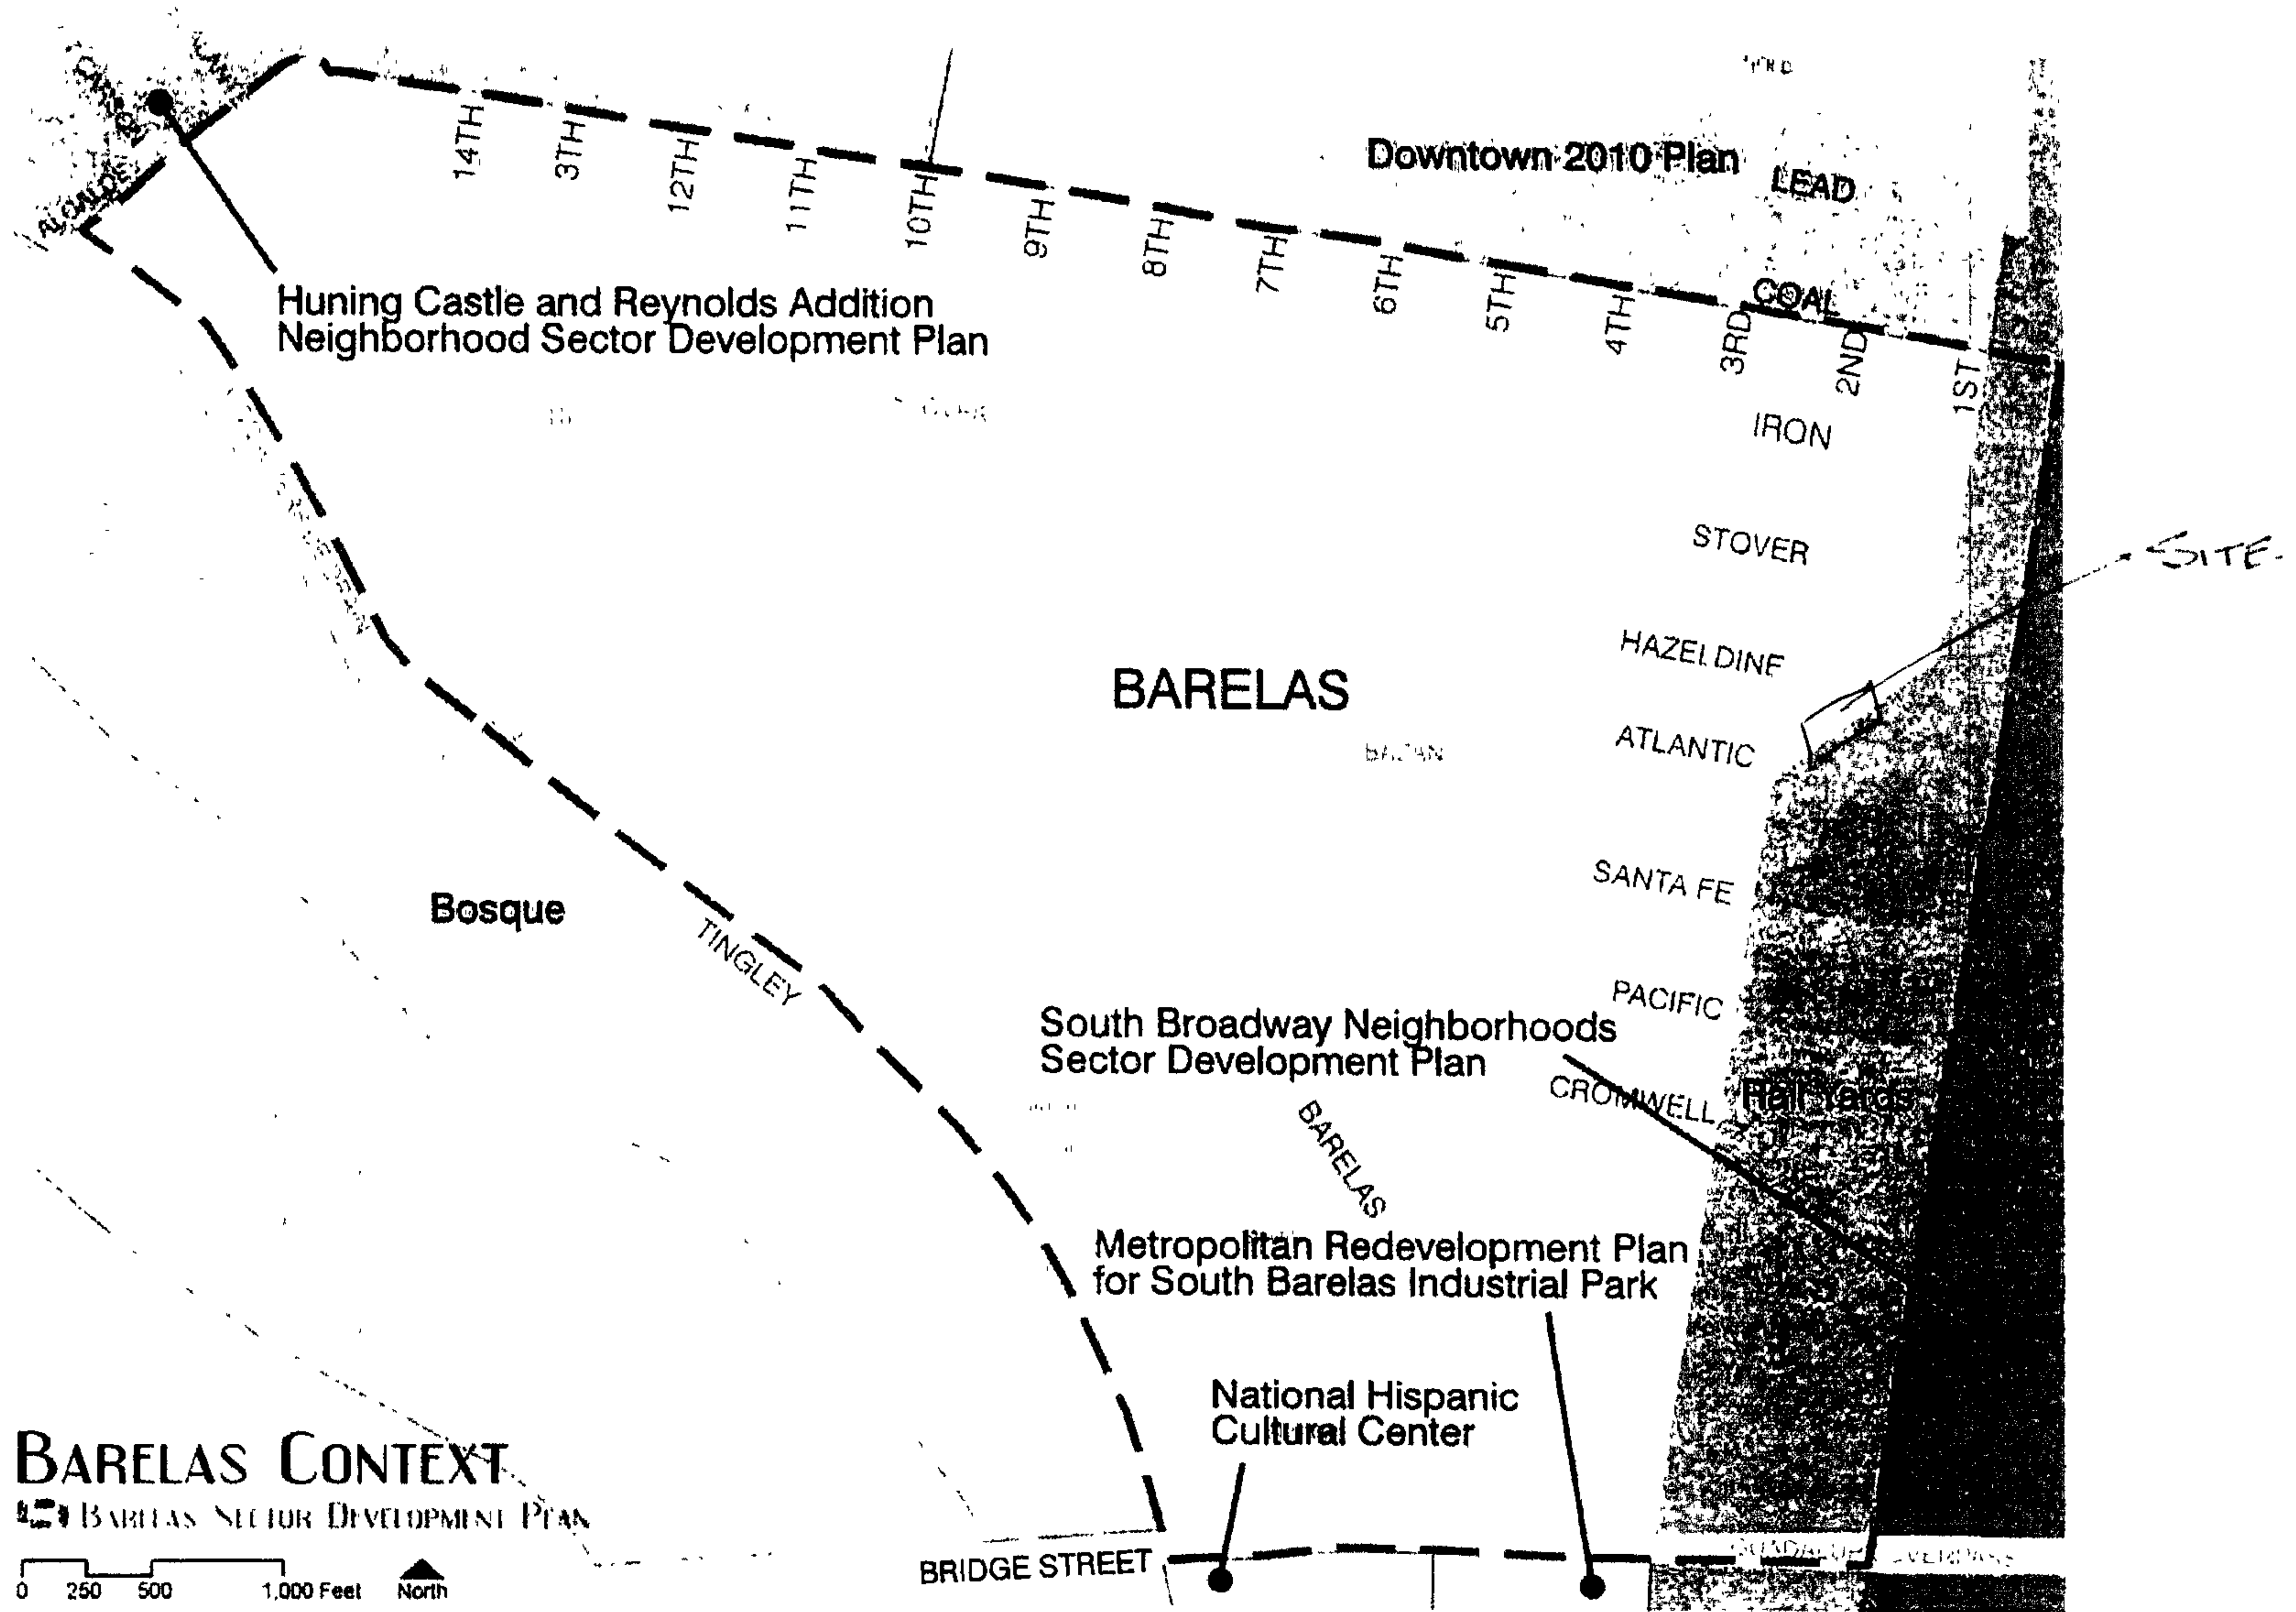 14TH
3TH
12TH
11TH
10TH
9TH
8TH
7TH
6TH
5TH
4TH
3RD
2ND
1ST
Downtown 2010 Plan
LEAD
COAL
Huning Castle and Reynolds Addition
Neighborhood Sector Development Plan
IRON
STOVER
SITE.
HAZELDINE
BARELAS
ATLANTIC
BAZAN
SANTA FE
Bosque
TINGLEY
PACIFIC
South Broadway Neighborhoods
Sector Development Plan
CROMWELL
Rail Yards
BARELAS
Metropolitan Redevelopment Plan
for South Barelas Industrial Park
National Hispanic
Cultural Center
BARELAS CONTEXT
BARELAS SECTOR DEVELOPMENT PLAN
BRIDGE STREET
0 250 500 1,000 Feet North